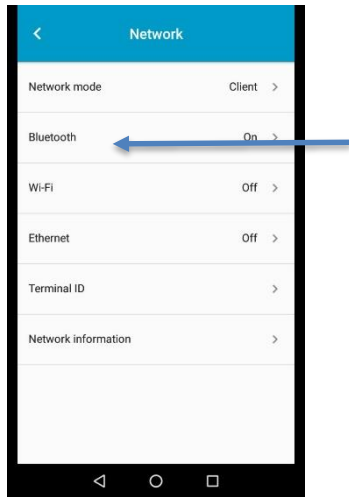 Network
Network mode Client
Bluetooth On
Wi-Fi Off
Ethernet Off
Terminal ID
Network information